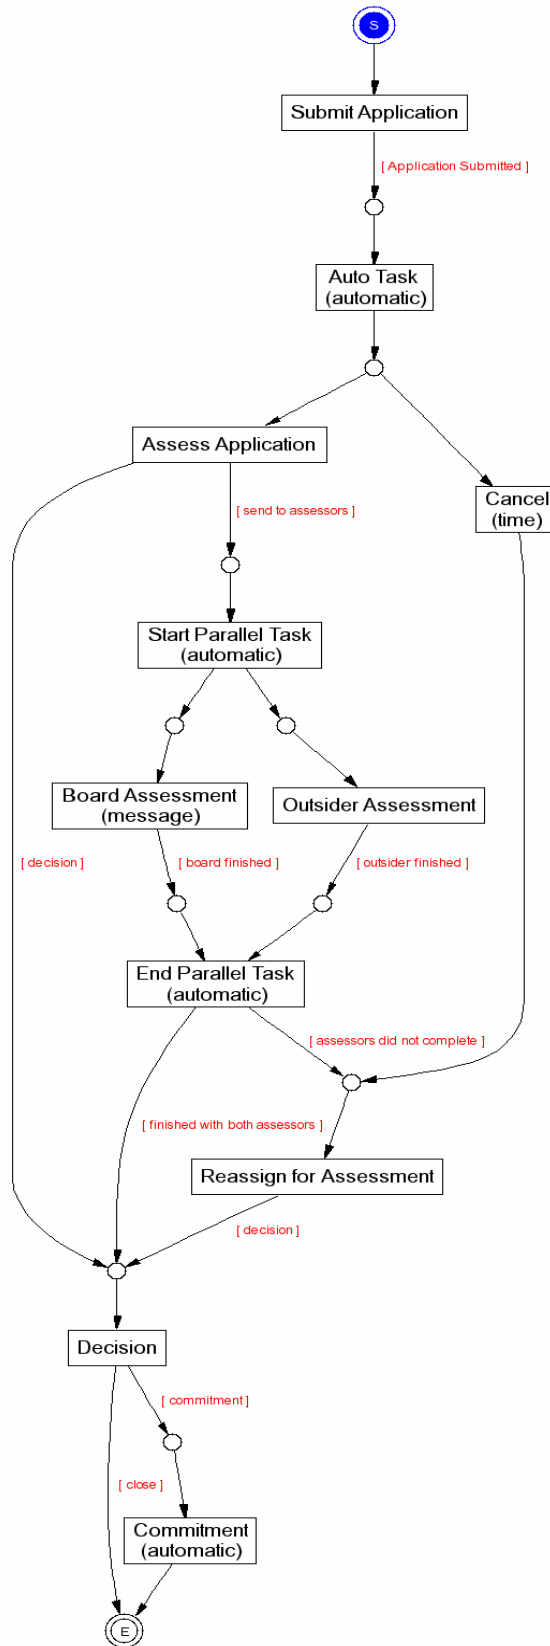 S
Submit Application
[ Application Submitted ]
Auto Task
(automatic)
Assess Application
Cancel
(time)
[ send to assessors ]
Start Parallel Task
(automatic)
Board Assessment
(message)
Outsider Assessment
[ decision ]
[ board finished ]
[ outsider finished ]
End Parallel Task
(automatic)
[ assessors did not complete ]
[ finished with both assessors ]
Reassign for Assessment
[ decision ]
Decision
[ commitment ]
[ close ]
Commitment
(automatic)
E